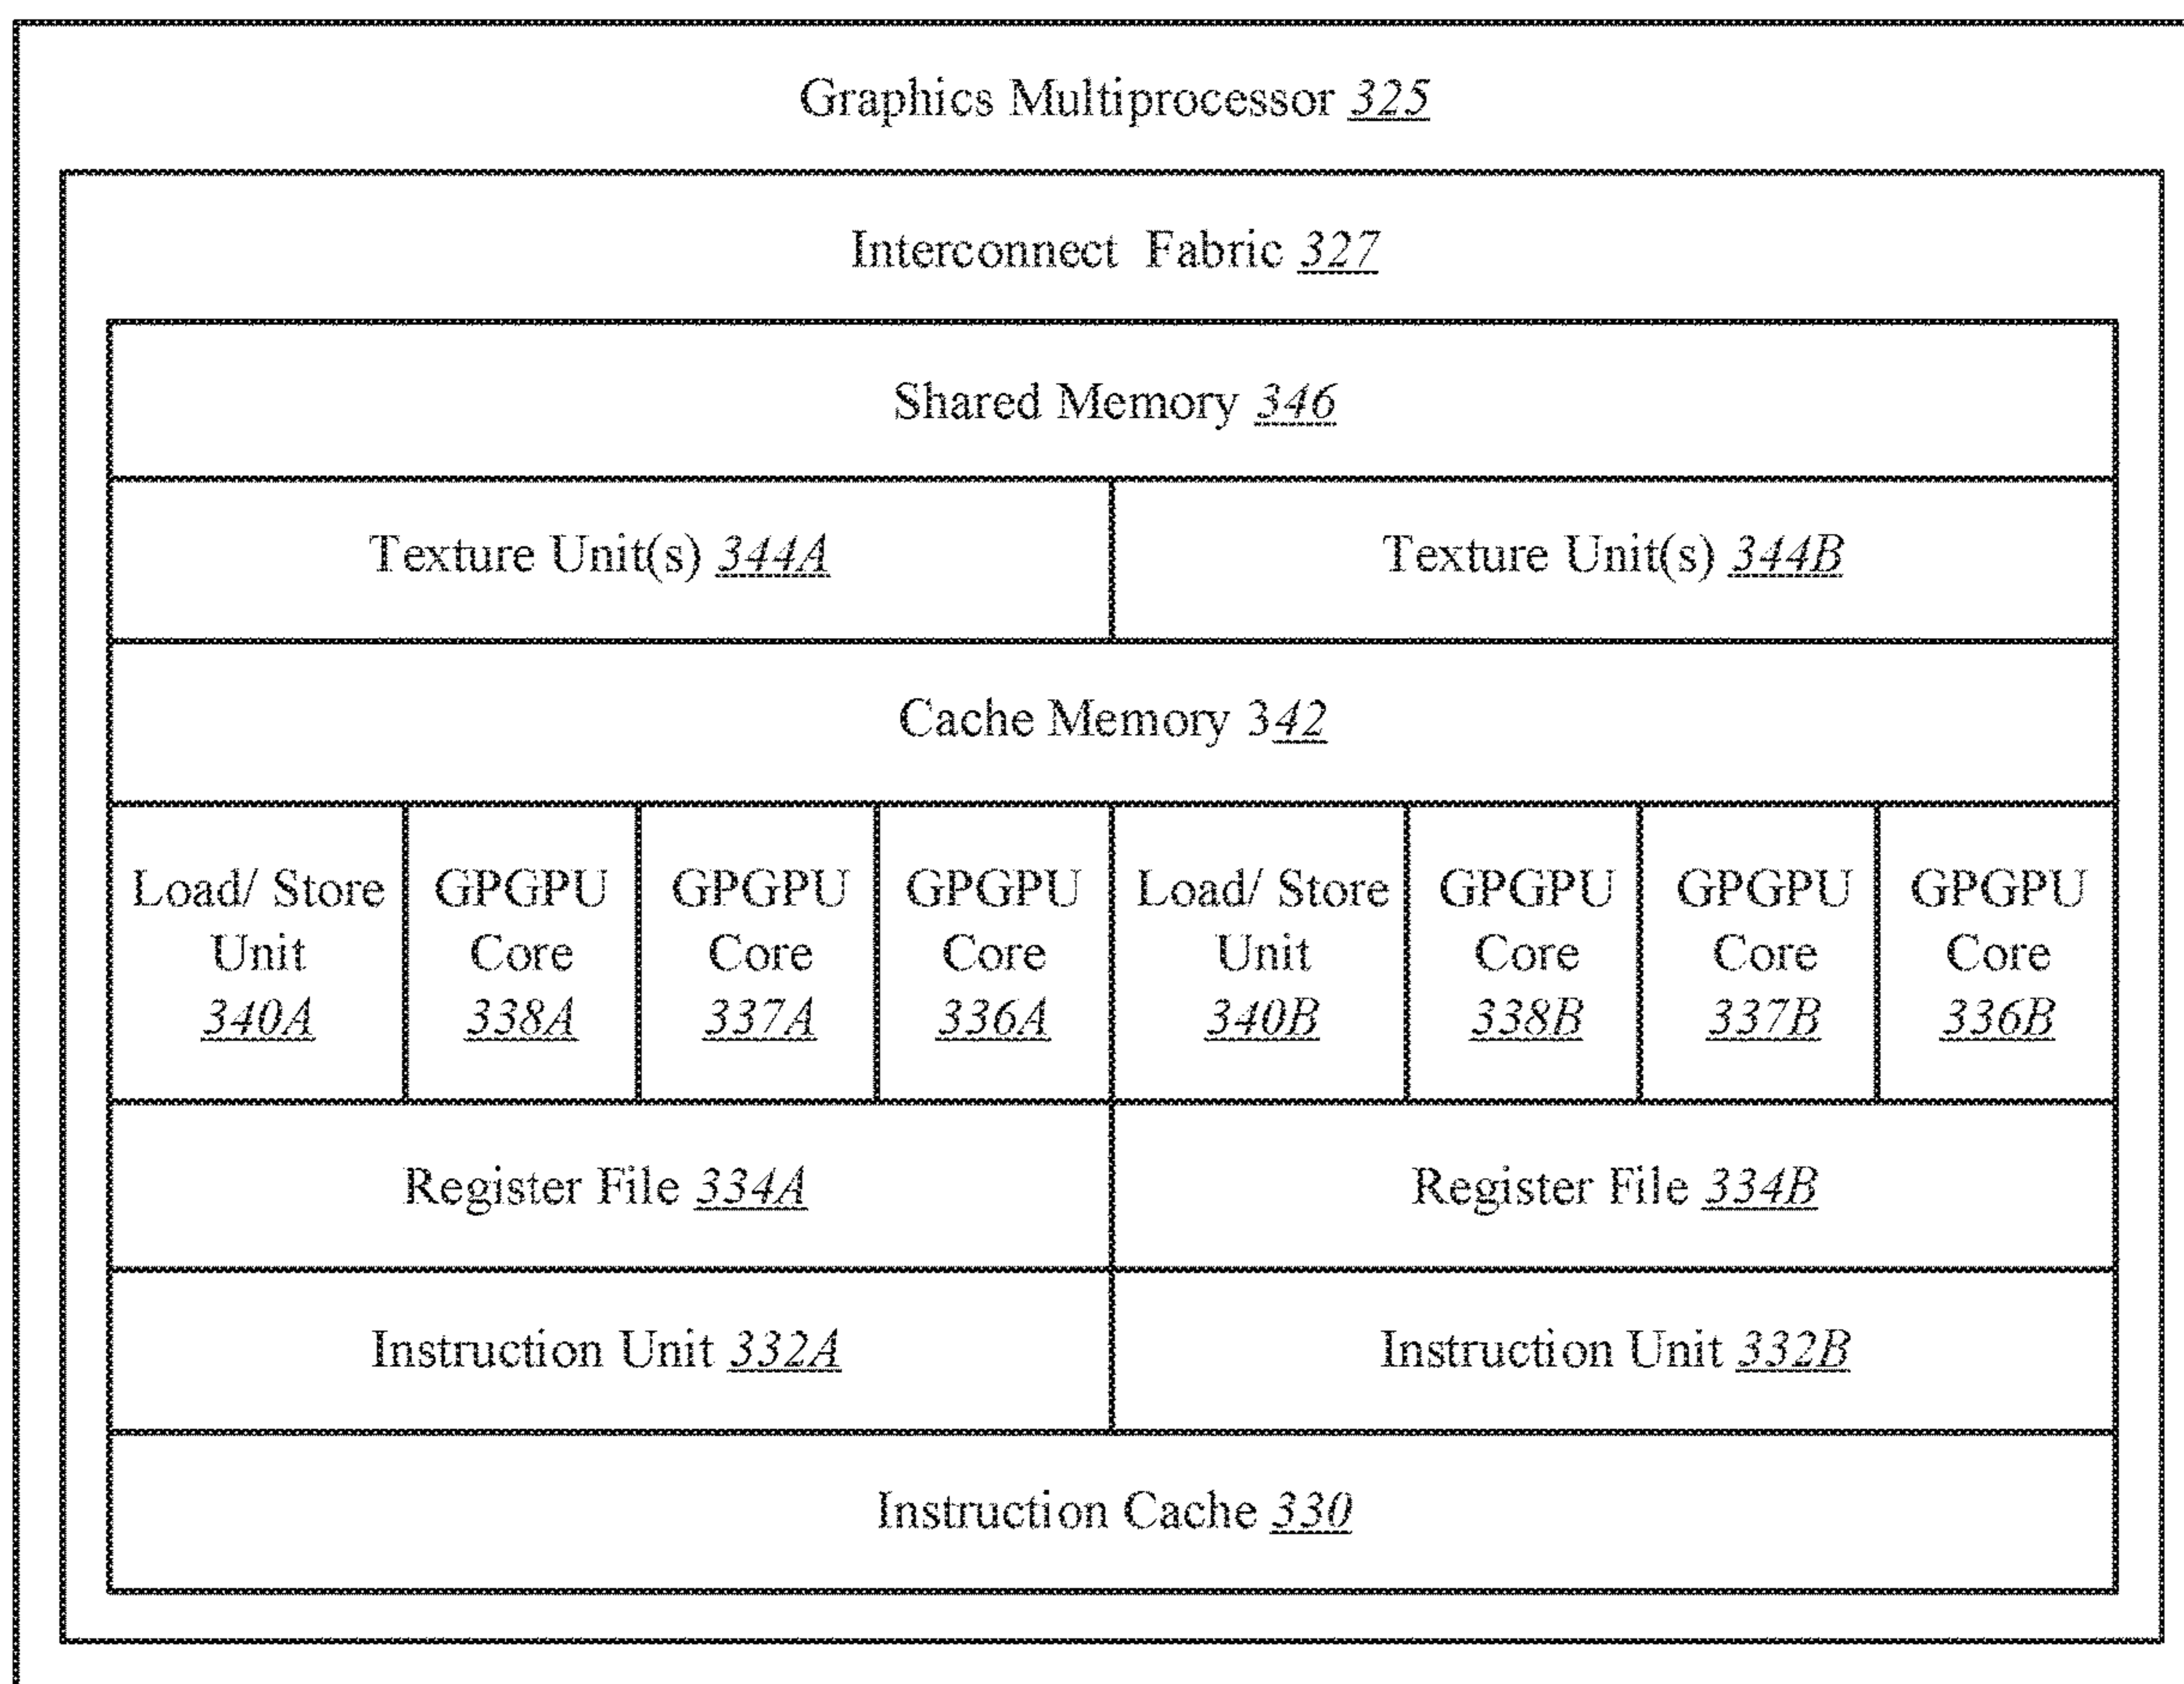 Graphics Multiprocessor 325
Interconnect Fabric 327
Shared Memory 346
Texture Unit(s) 344A
Texture Unit(s) 344B
Cache Memory 342
Load/ Store
Unit
340A
GPGPU
Core
338A
GPGPU
Core
337A
GPGPU
Core
336A
Load/ Store
Unit
340B
GPGPU
Core
338B
GPGPU
Core
337B
GPGPU
Core
336B
Register File 334A
Register File 334B
Instruction Unit 332A
Instruction Unit 332B
Instruction Cache 330